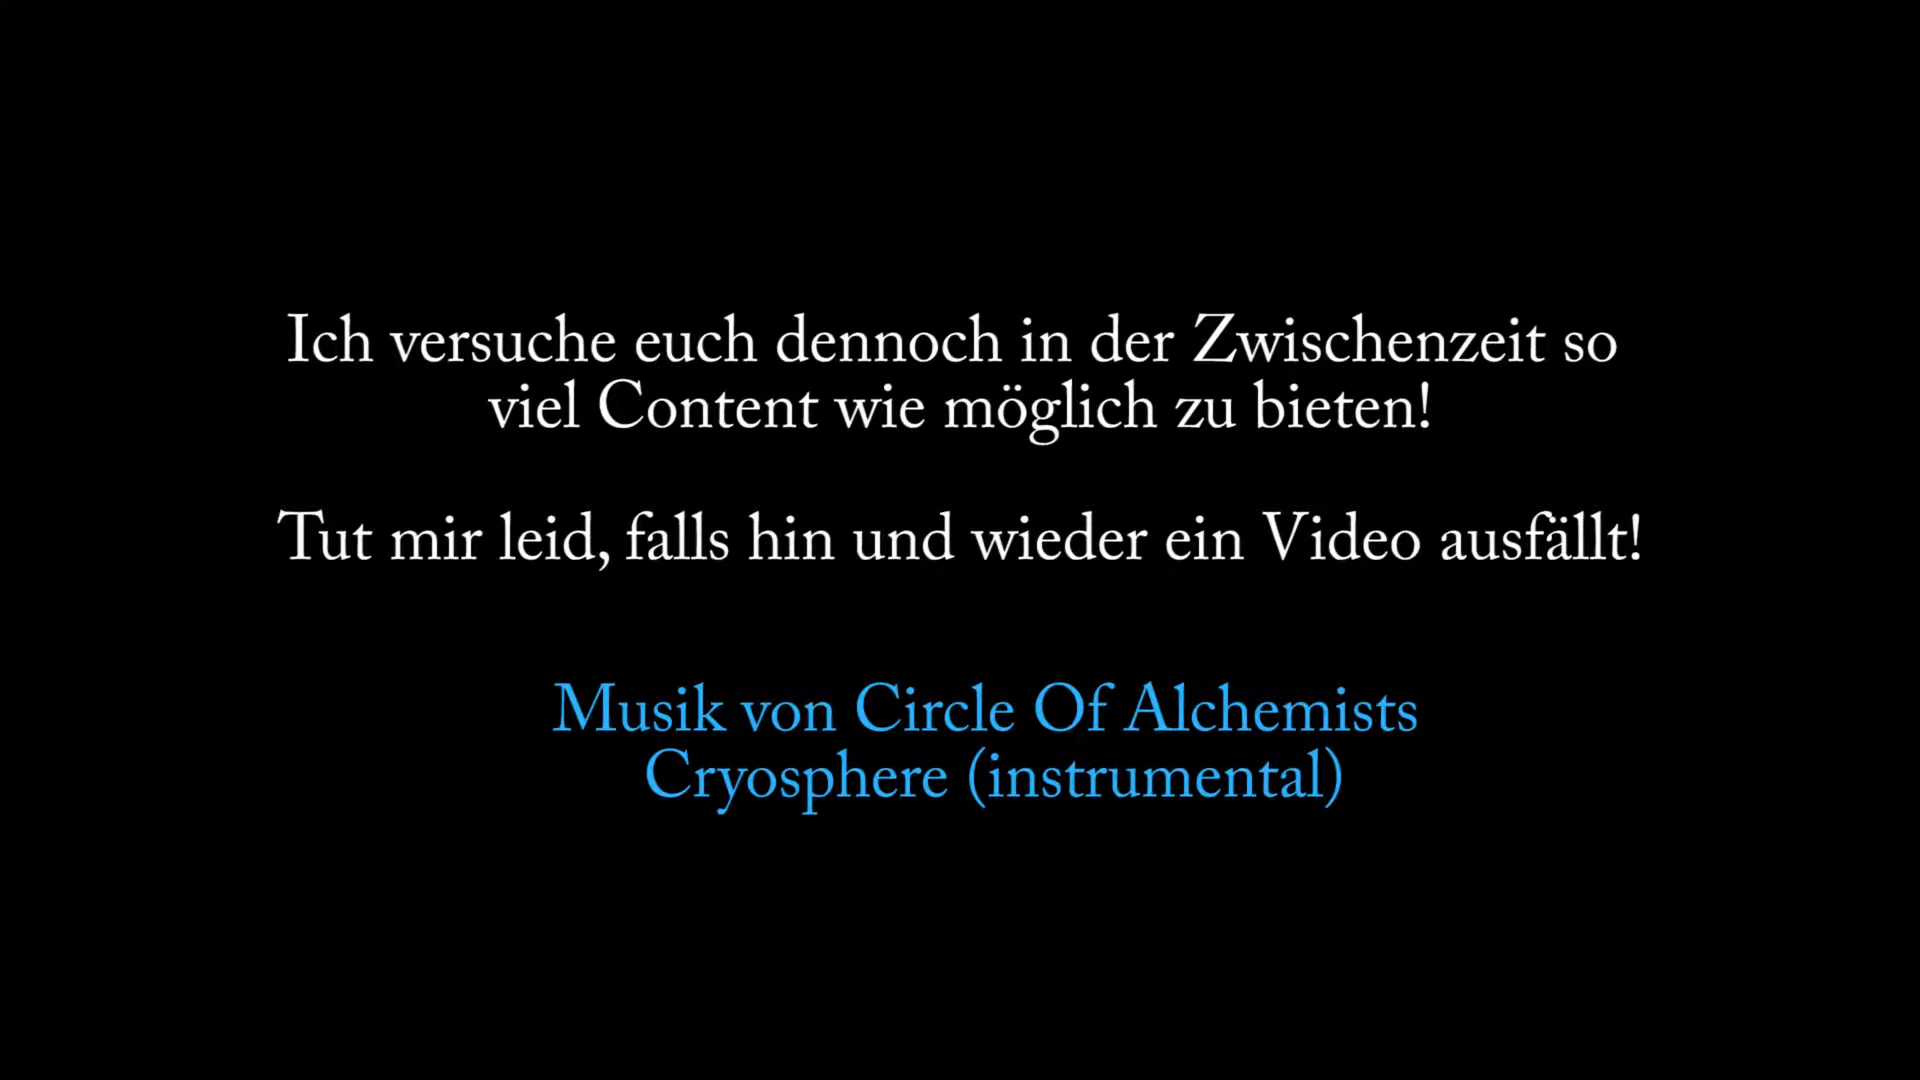 Ich versuche euch dennoch in der Zwischenzeit so
viel Content wie möglich zu bieten!
Tut mir leid, falls hin und wieder ein Video ausfällt!
Musik von Circle Of Alchemists
Cryosphere (instrumental)